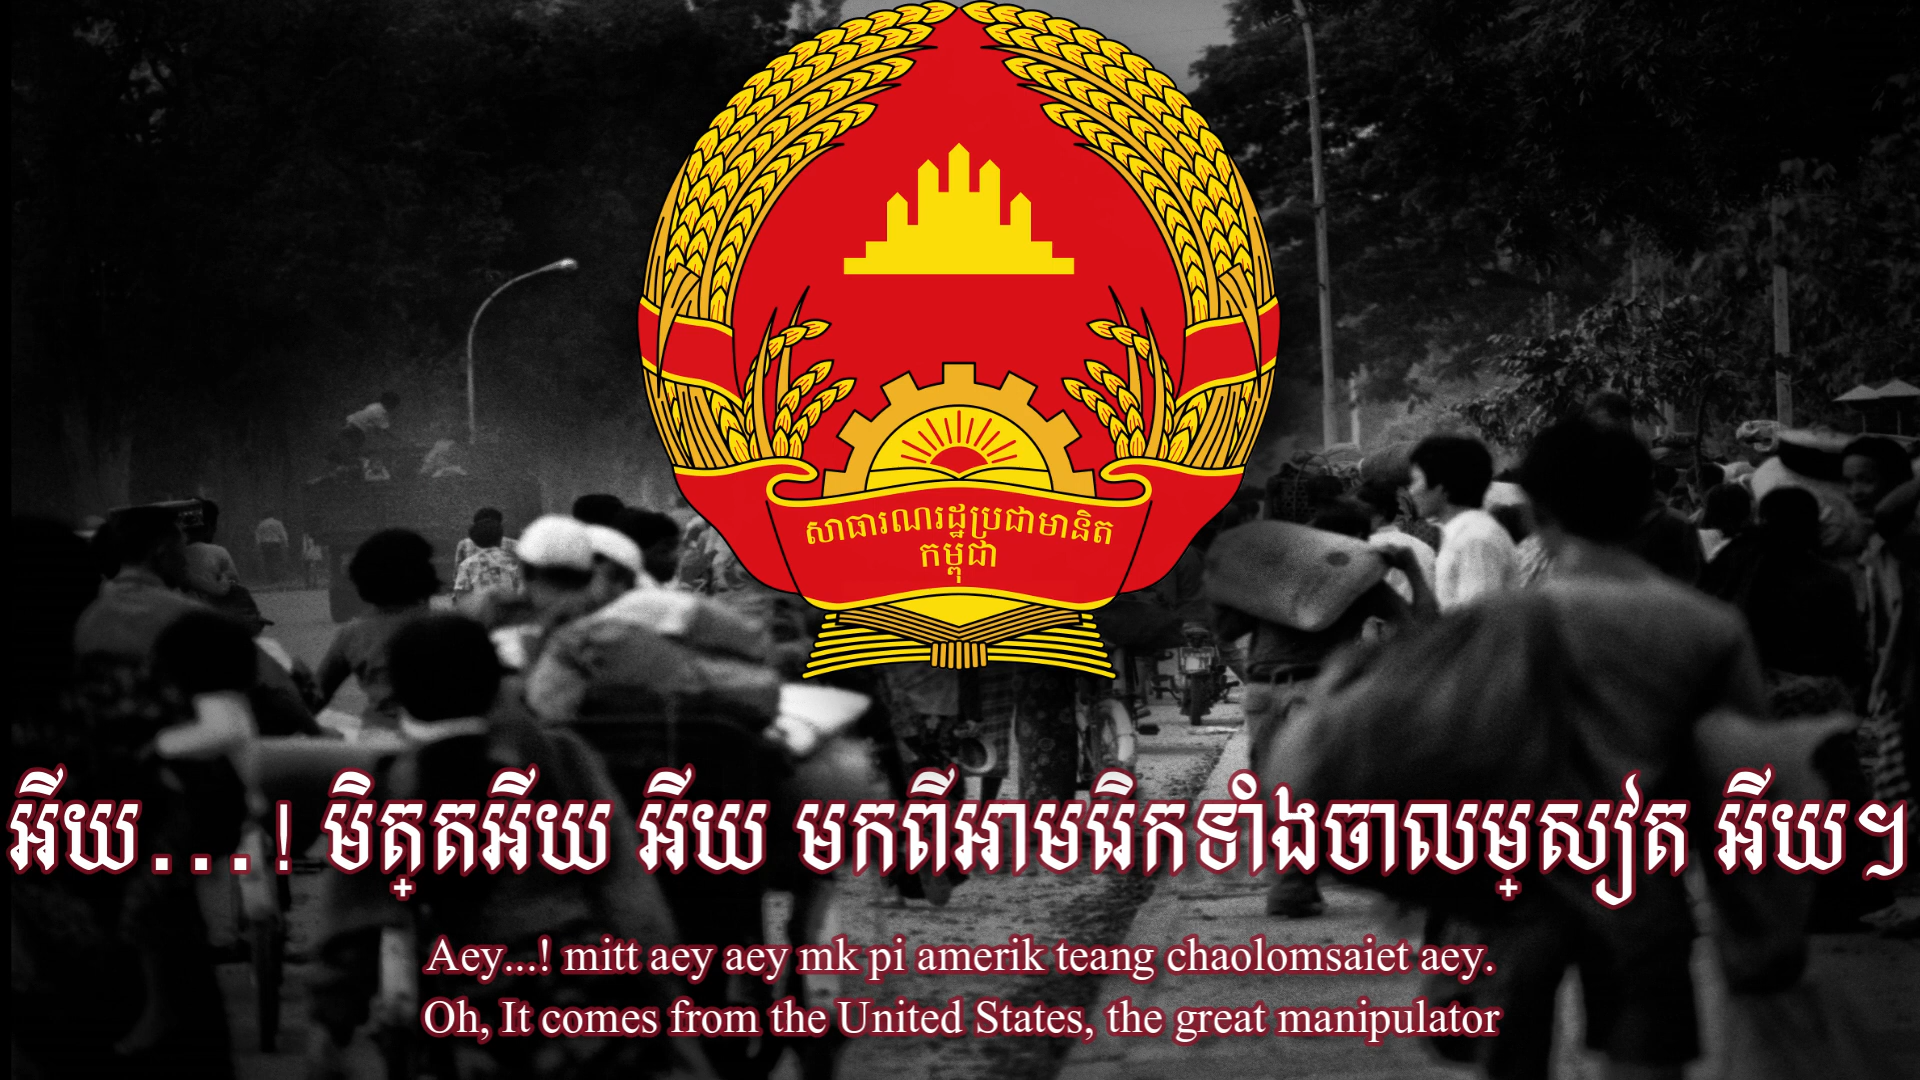 សាធារណរដ្ឋប្រជាមានិត
កម្ពុជា
អើយ...! មិត្តអើយ អើយ មកពីអាមេរិកទាំងចោលម្សៀត អើយ។
Aey...! mitt aey aey mk pi amerik teang chaolomsaiet aey.
Oh, It comes from the United States, the great manipulator